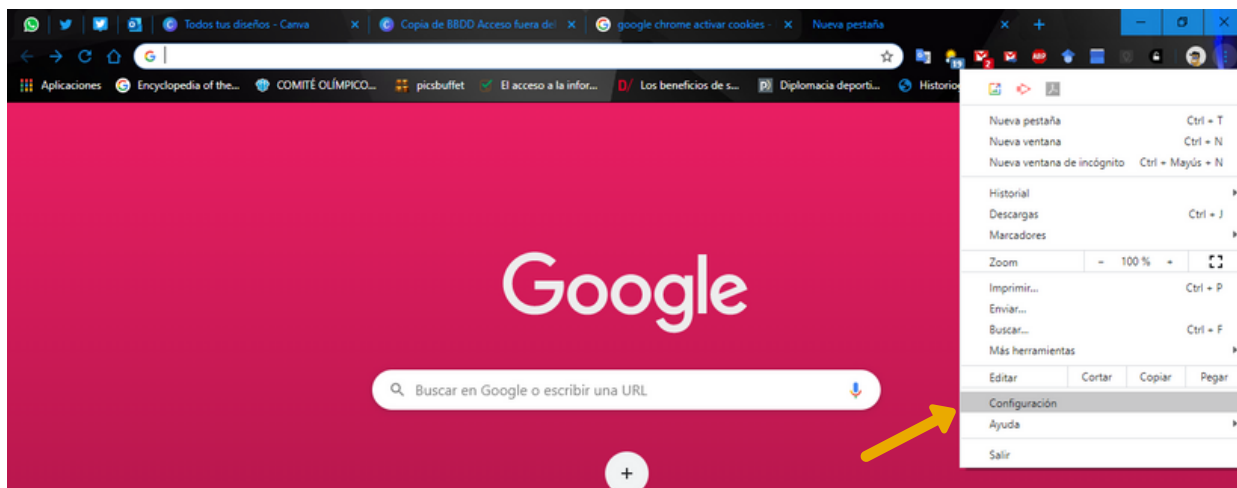 Todos tus diseños - Canva
Copia de BBDD Acceso fuera del
google chrome activar cookies -
Nueva pestaña
G
19
2
ABP
Aplicaciones
Encyclopedia of the...
COMITÉ OLÍMPICO...
picsbuffet
El acceso a la infor...
D/ Los beneficios de s...
Diplomacia deporti...
Historio
Nueva pestaña Ctrl + T
Nueva ventana Ctrl + N
Nueva ventana de incógnito Ctrl + Mayús + N
Historial
Descargas Ctrl + J
Marcadores
Zoom - 100 % +
Imprimir... Ctrl + P
Enviar...
Buscar... Ctrl + F
Más herramientas
Editar Cortar Copiar Pegar
Configuración
Ayuda
Salir
Google
Buscar en Google o escribir una URL